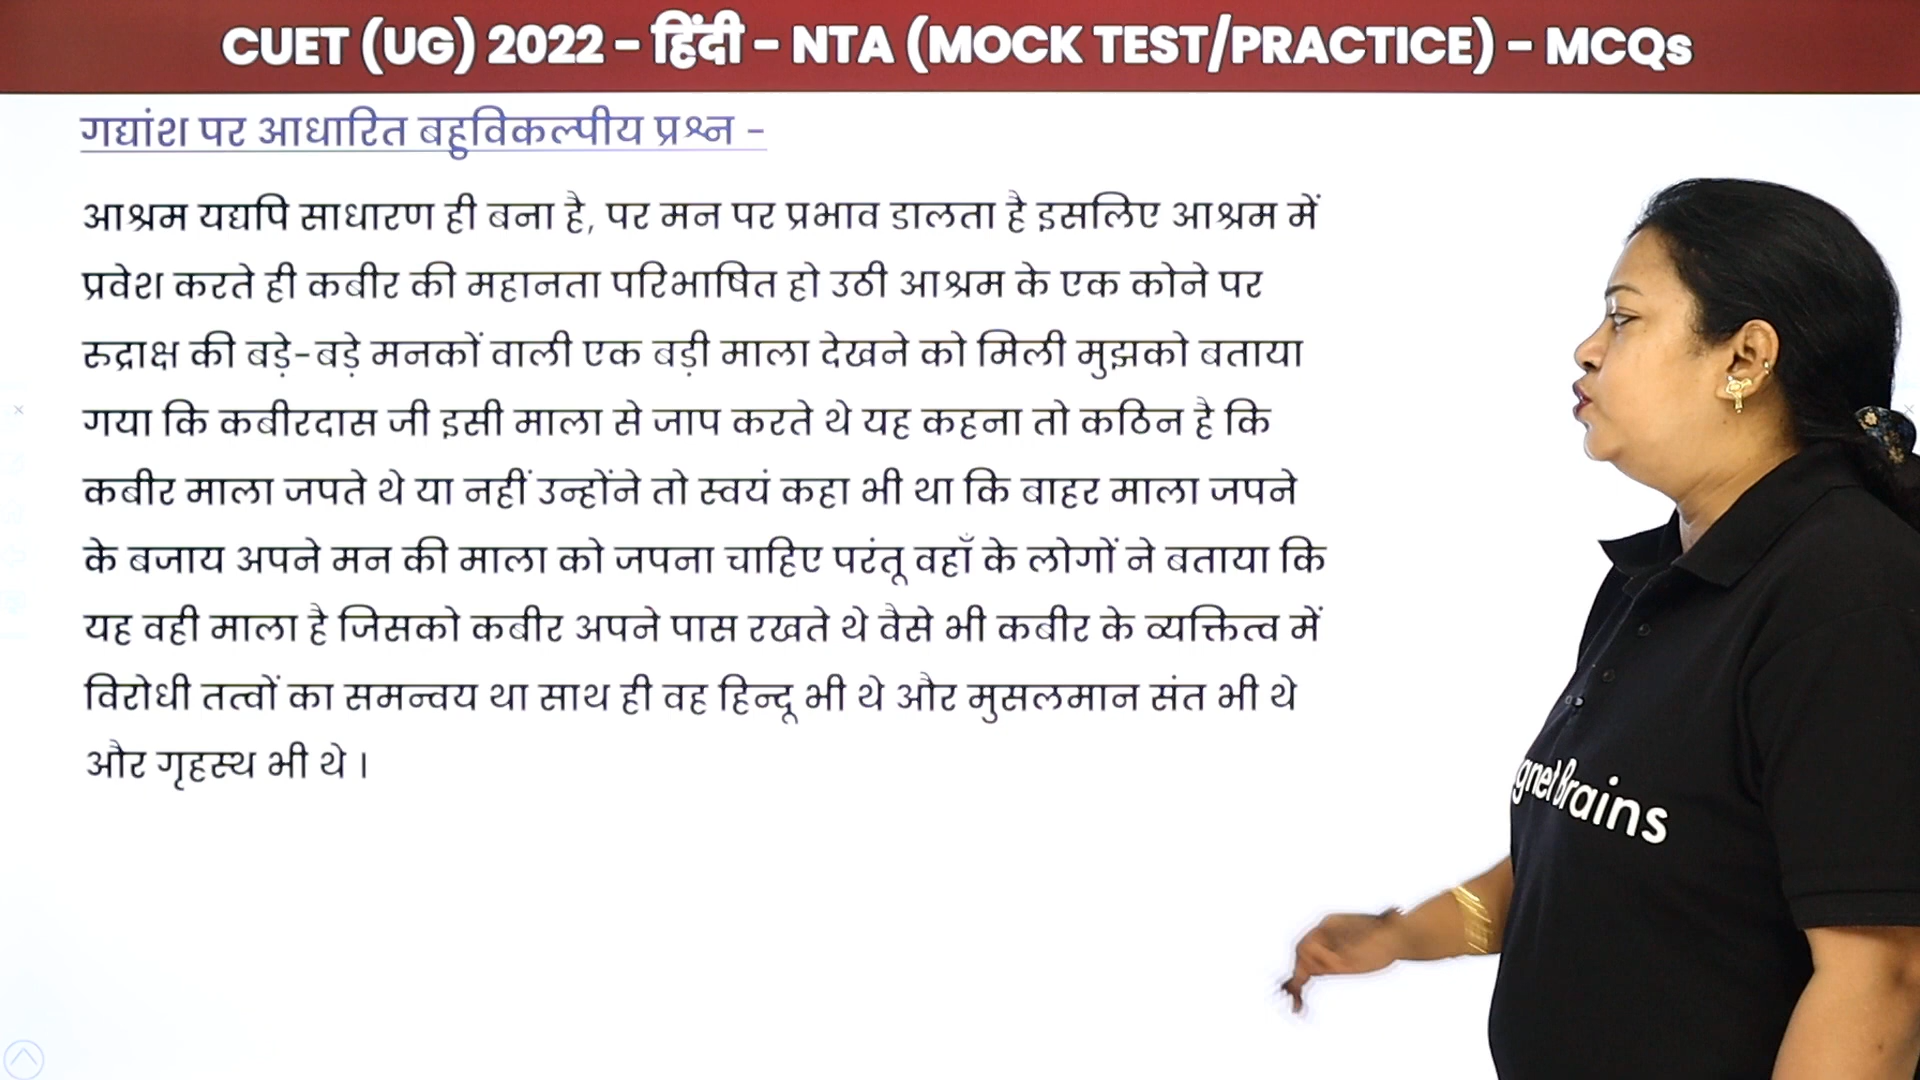 CUET (UG) 2022 - हिंदी - NTA (MOCK TEST/PRACTICE) - MCQs
गद्यांश पर आधारित बहुविकल्पीय प्रश्न -
आश्रम यद्यपि साधारण ही बना है, पर मन पर प्रभाव डालता है इसलिए आश्रम में
प्रवेश करते ही कबीर की महानता परिभाषित हो उठी आश्रम के एक कोने पर
रुद्राक्ष की बड़े-बड़े मनकों वाली एक बड़ी माला देखने को मिली मुझको बताया
गया कि कबीरदास जी इसी माला से जाप करते थे यह कहना तो कठिन है कि
कबीर माला जपते थे या नहीं उन्होंने तो स्वयं कहा भी था कि बाहर माला जपने
के बजाय अपने मन की माला को जपना चाहिए परंतू वहाँ के लोगों ने बताया कि
यह वही माला है जिसको कबीर अपने पास रखते थे वैसे भी कबीर के व्यक्तित्व में
विरोधी तत्वों का समन्वय था साथ ही वह हिन्दू भी थे और मुसलमान संत भी थे
और गृहस्थ भी थे।
gnet Brains